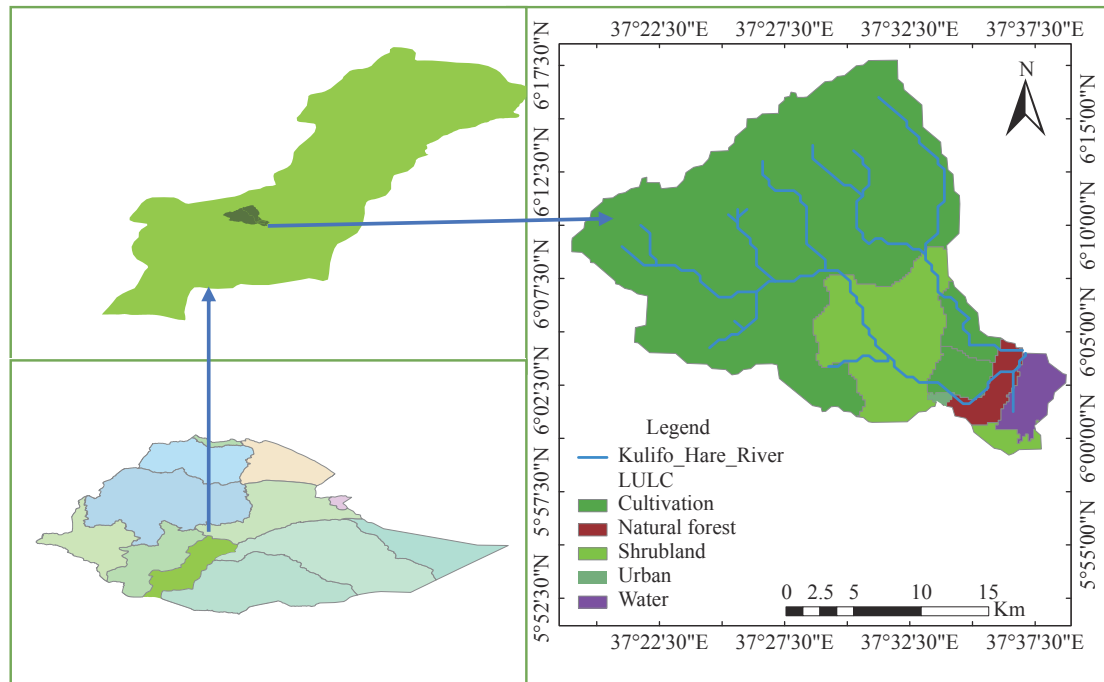 37°22'30"E 37°27'30"E 37°32'30"E 37°37'30"E
6°17'30"N
6°12'30"N
6°07'30"N
6°02'30"N
5°57'30"N
5°52'30"N
N
6°15'00"N
6°10'00"N
6°05'00"N
6°00'00"N
5°55'00"N
Legend
Kulifo_Hare_River
LULC
Cultivation
Natural forest
Shrubland
Urban
Water
0 2.5 5 10 15
Km
37°22'30"E 37°27'30"E 37°32'30"E 37°37'30"E